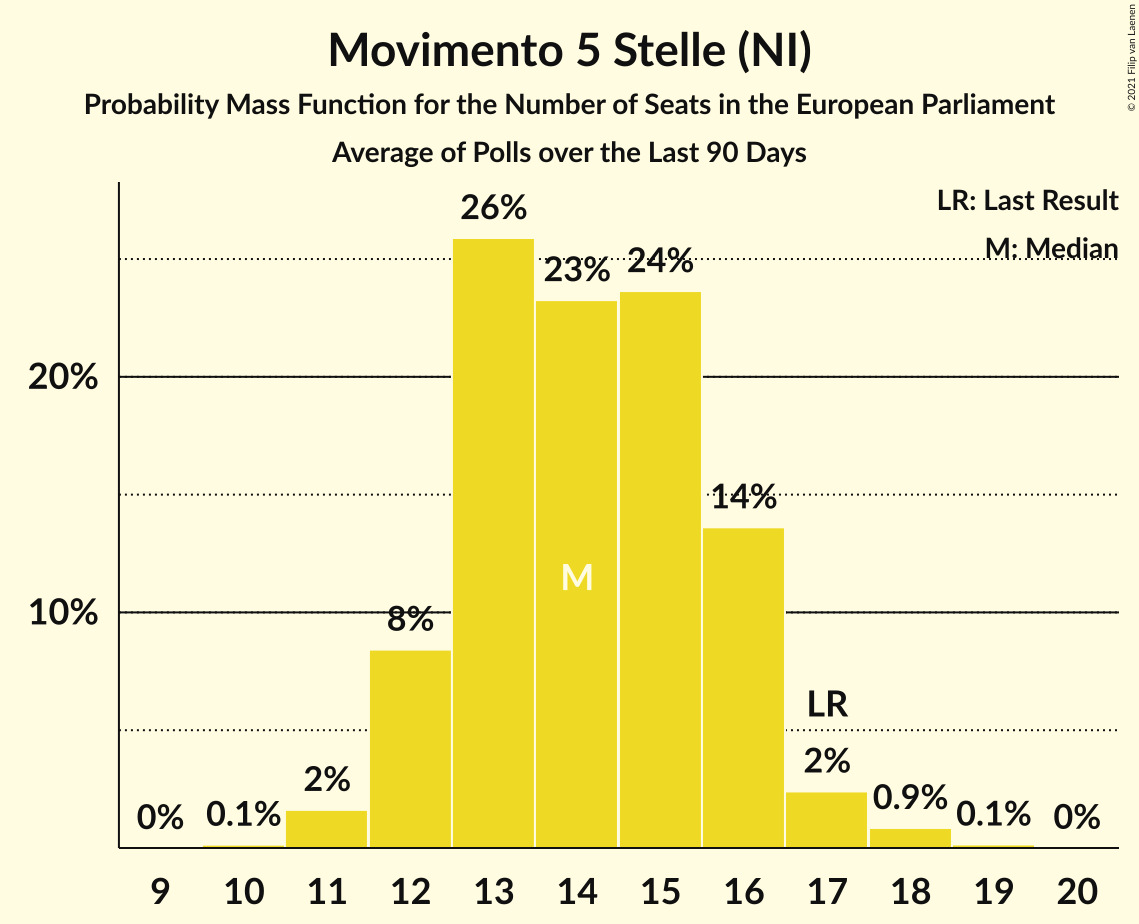 Movimento 5 Stelle (NI)
Probability Mass Function for the Number of Seats in the European Parliament
Average of Polls over the Last 90 Days
© 2021 Filip van Laenen
LR: Last Result
M: Median
26%
23%
24%
20%
14%
M
10%
8%
LR
2%
2%
0.9%
0%
0.1%
0.1%
0%
9 10 11 12 13 14 15 16 17 18 19 20